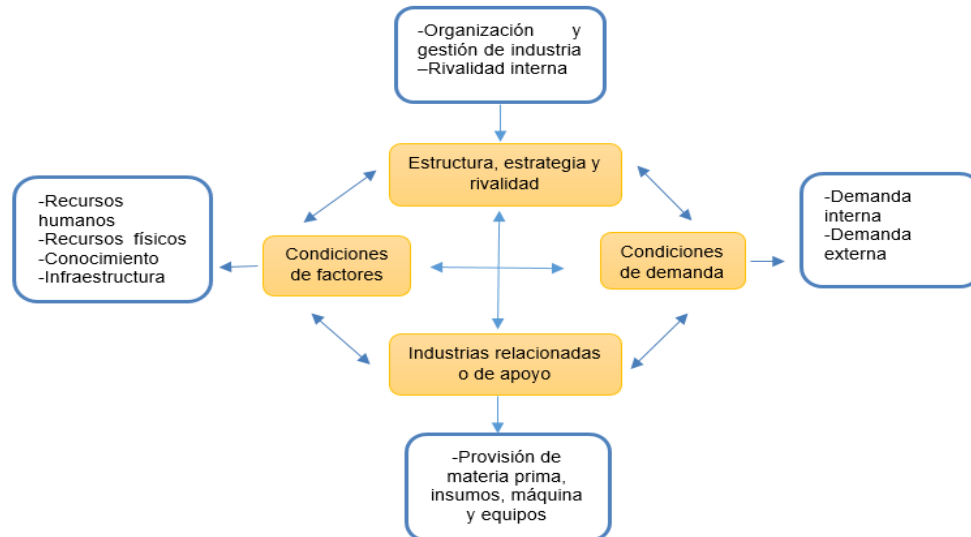 -Organización y
gestión de industria
–Rivalidad interna
Estructura, estrategia y
rivalidad
-Recursos
humanos
-Recursos físicos
-Conocimiento
-Infraestructura
Condiciones
de factores
Condiciones
de demanda
-Demanda
interna
-Demanda
externa
Industrias relacionadas
o de apoyo
-Provisión de
materia prima,
insumos, máquina
y equipos